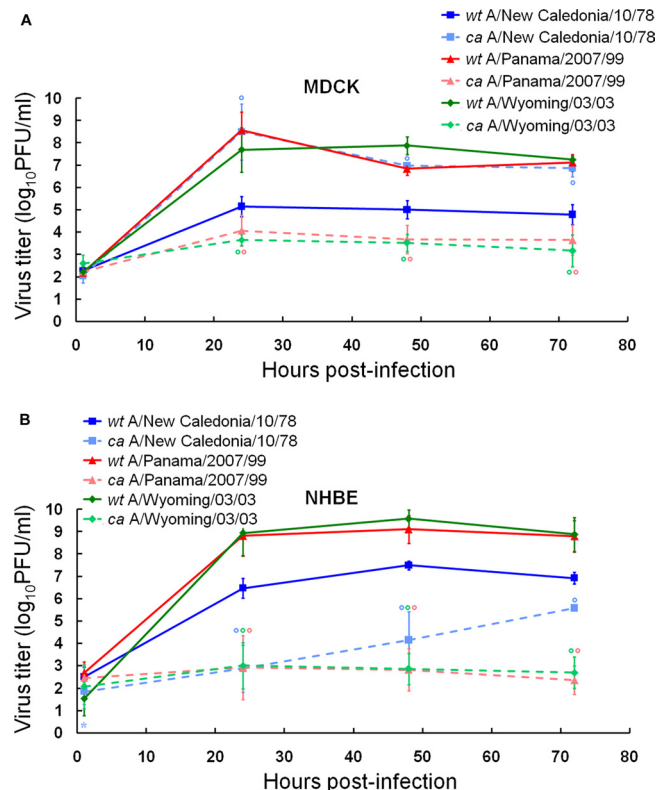 A
wt A/New Caledonia/10/78
ca A/New Caledonia/10/78
wt A/Panama/2007/99
ca A/Panama/2007/99
wt A/Wyoming/03/03
ca A/Wyoming/03/03
MDCK
Virus titer (log10PFU/ml)
10
9
8
7
6
5
4
3
2
1
0
0 10 20 30 40 50 60 70 80
Hours post-infection
B
wt A/New Caledonia/10/78
ca A/New Caledonia/10/78
wt A/Panama/2007/99
ca A/Panama/2007/99
wt A/Wyoming/03/03
ca A/Wyoming/03/03
NHBE
Virus titer (log10PFU/ml)
10
9
8
7
6
5
4
3
2
1
0
*
0 10 20 30 40 50 60 70 80
Hours post-infection